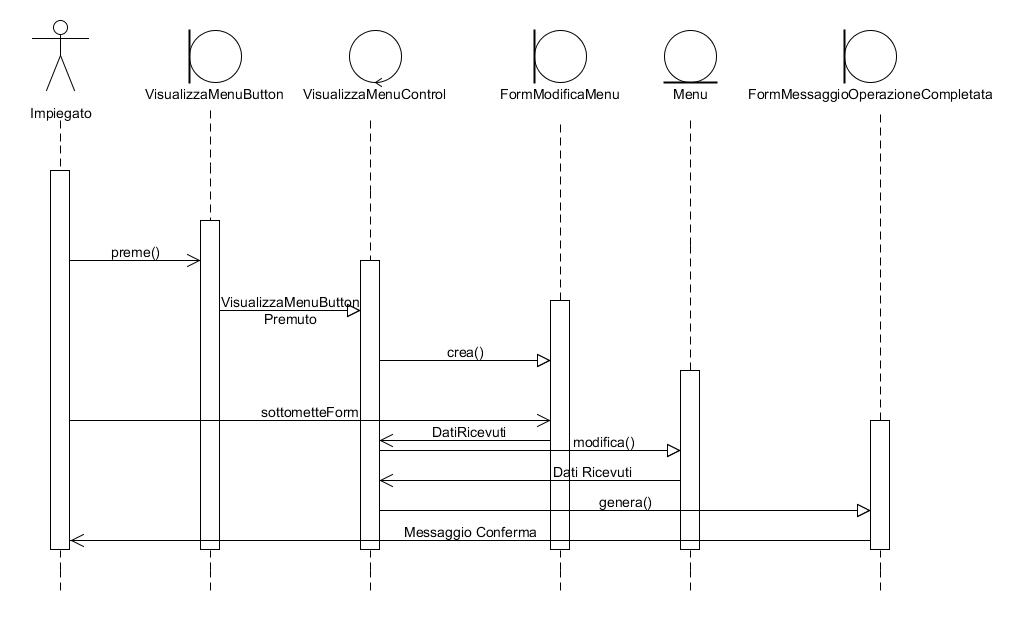 Impiegato
VisualizzaMenuButton
VisualizzaMenuControl
FormModificaMenu
Menu
FormMessaggioOperazioneCompletata
preme()
VisualizzaMenuButton
Premuto
crea()
sottometteForm
DatiRicevuti
modifica()
Dati Ricevuti
genera()
Messaggio Conferma